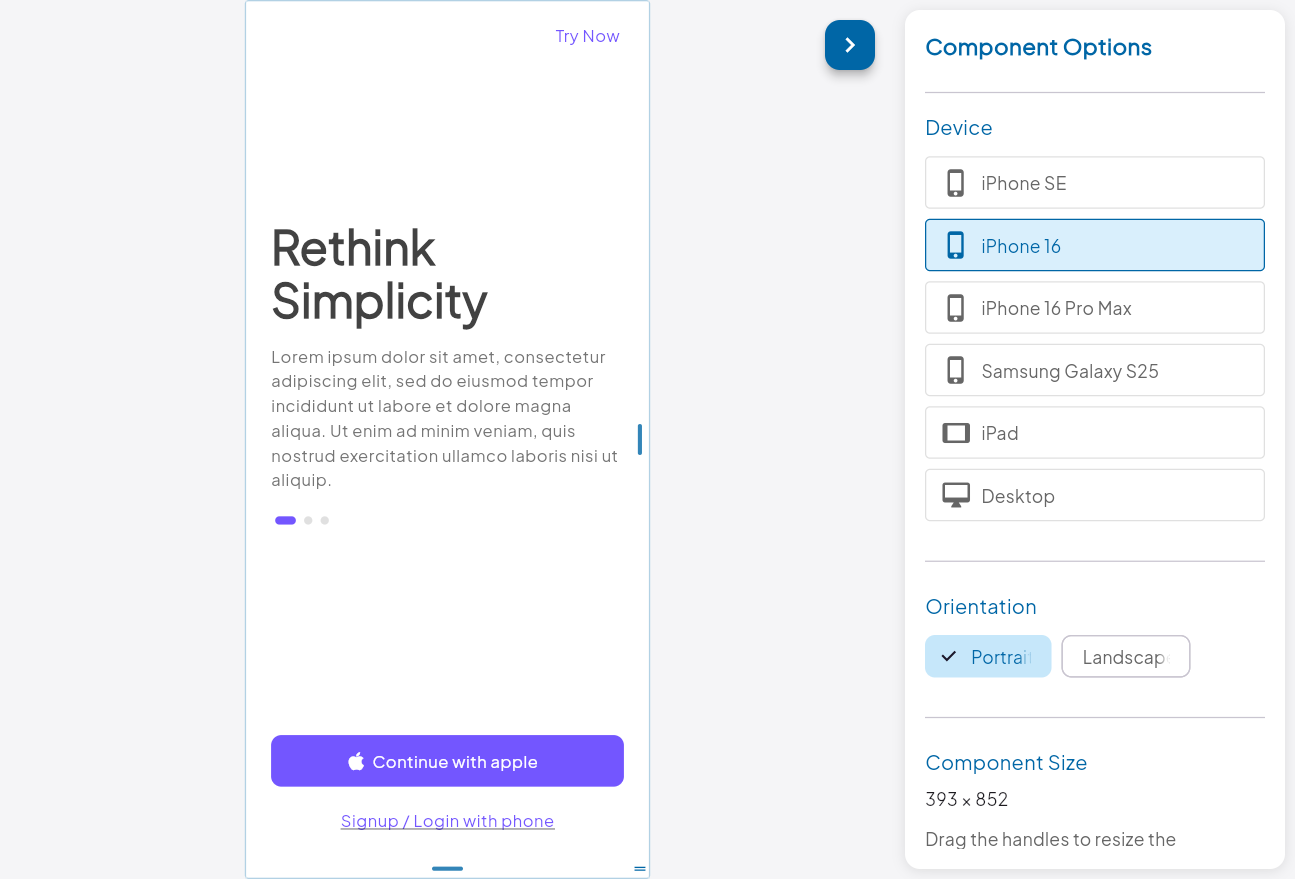 Try Now
Rethink
Simplicity
Lorem ipsum dolor sit amet, consectetur
adipiscing elit, sed do eiusmod tempor
incididunt ut labore et dolore magna
aliqua. Ut enim ad minim veniam, quis
nostrud exercitation ullamco laboris nisi ut
aliquip.
Continue with apple
Signup / Login with phone
Component Options
Device
iPhone SE
iPhone 16
iPhone 16 Pro Max
Samsung Galaxy S25
iPad
Desktop
Orientation
Portrait
Landscape
Component Size
393 × 852
Drag the handles to resize the